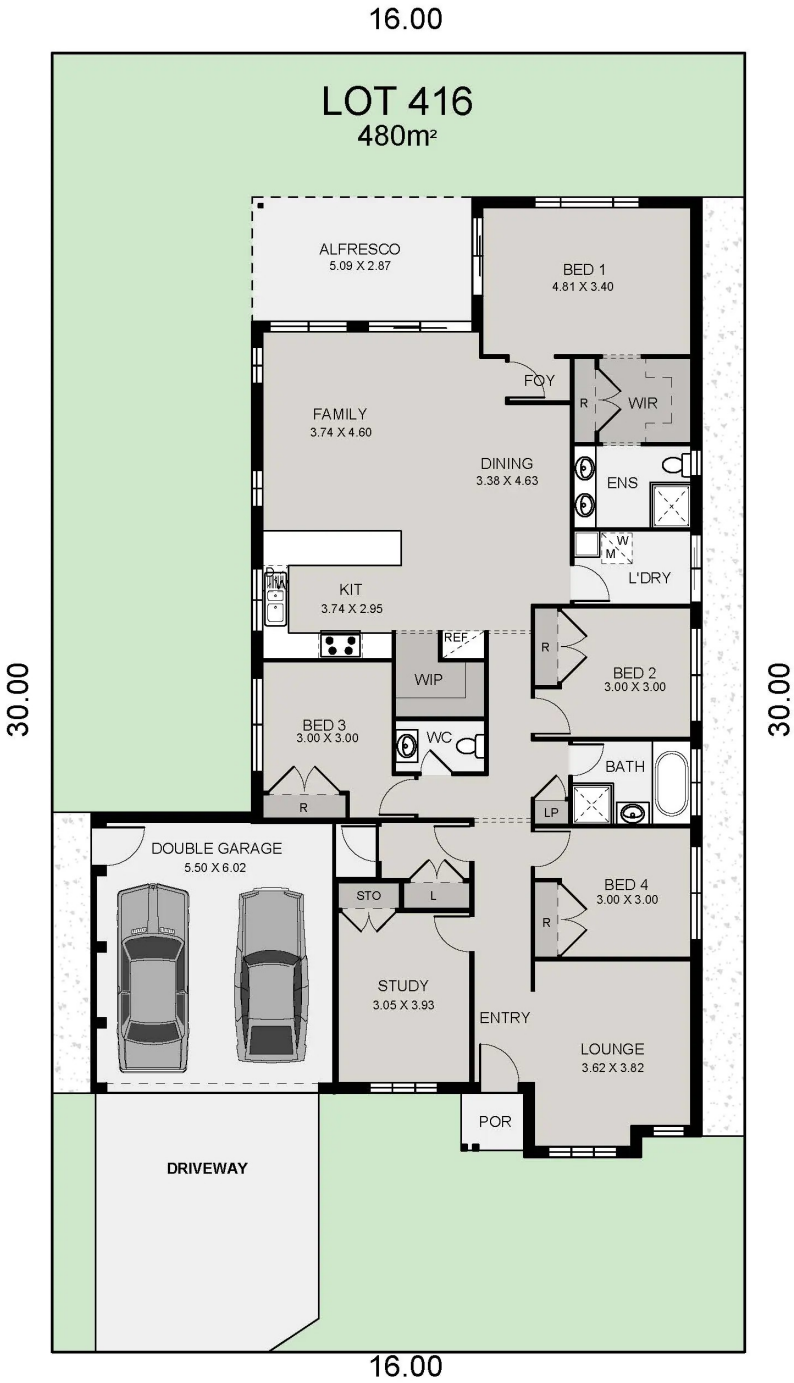 16.00
LOT 416
480m²
ALFRESCO
5.09 X 2.87
BED 1
4.81 X 3.40
FOY
R
WIR
FAMILY
3.74 X 4.60
DINING
3.38 X 4.63
ENS
W
M
L'DRY
KIT
3.74 X 2.95
REF
R
BED 2
3.00 X 3.00
WIP
30.00
30.00
BED 3
3.00 X 3.00
WC
BATH
R
LP
DOUBLE GARAGE
5.50 X 6.02
STO
L
BED 4
3.00 X 3.00
R
STUDY
3.05 X 3.93
ENTRY
LOUNGE
3.62 X 3.82
POR
DRIVEWAY
16.00